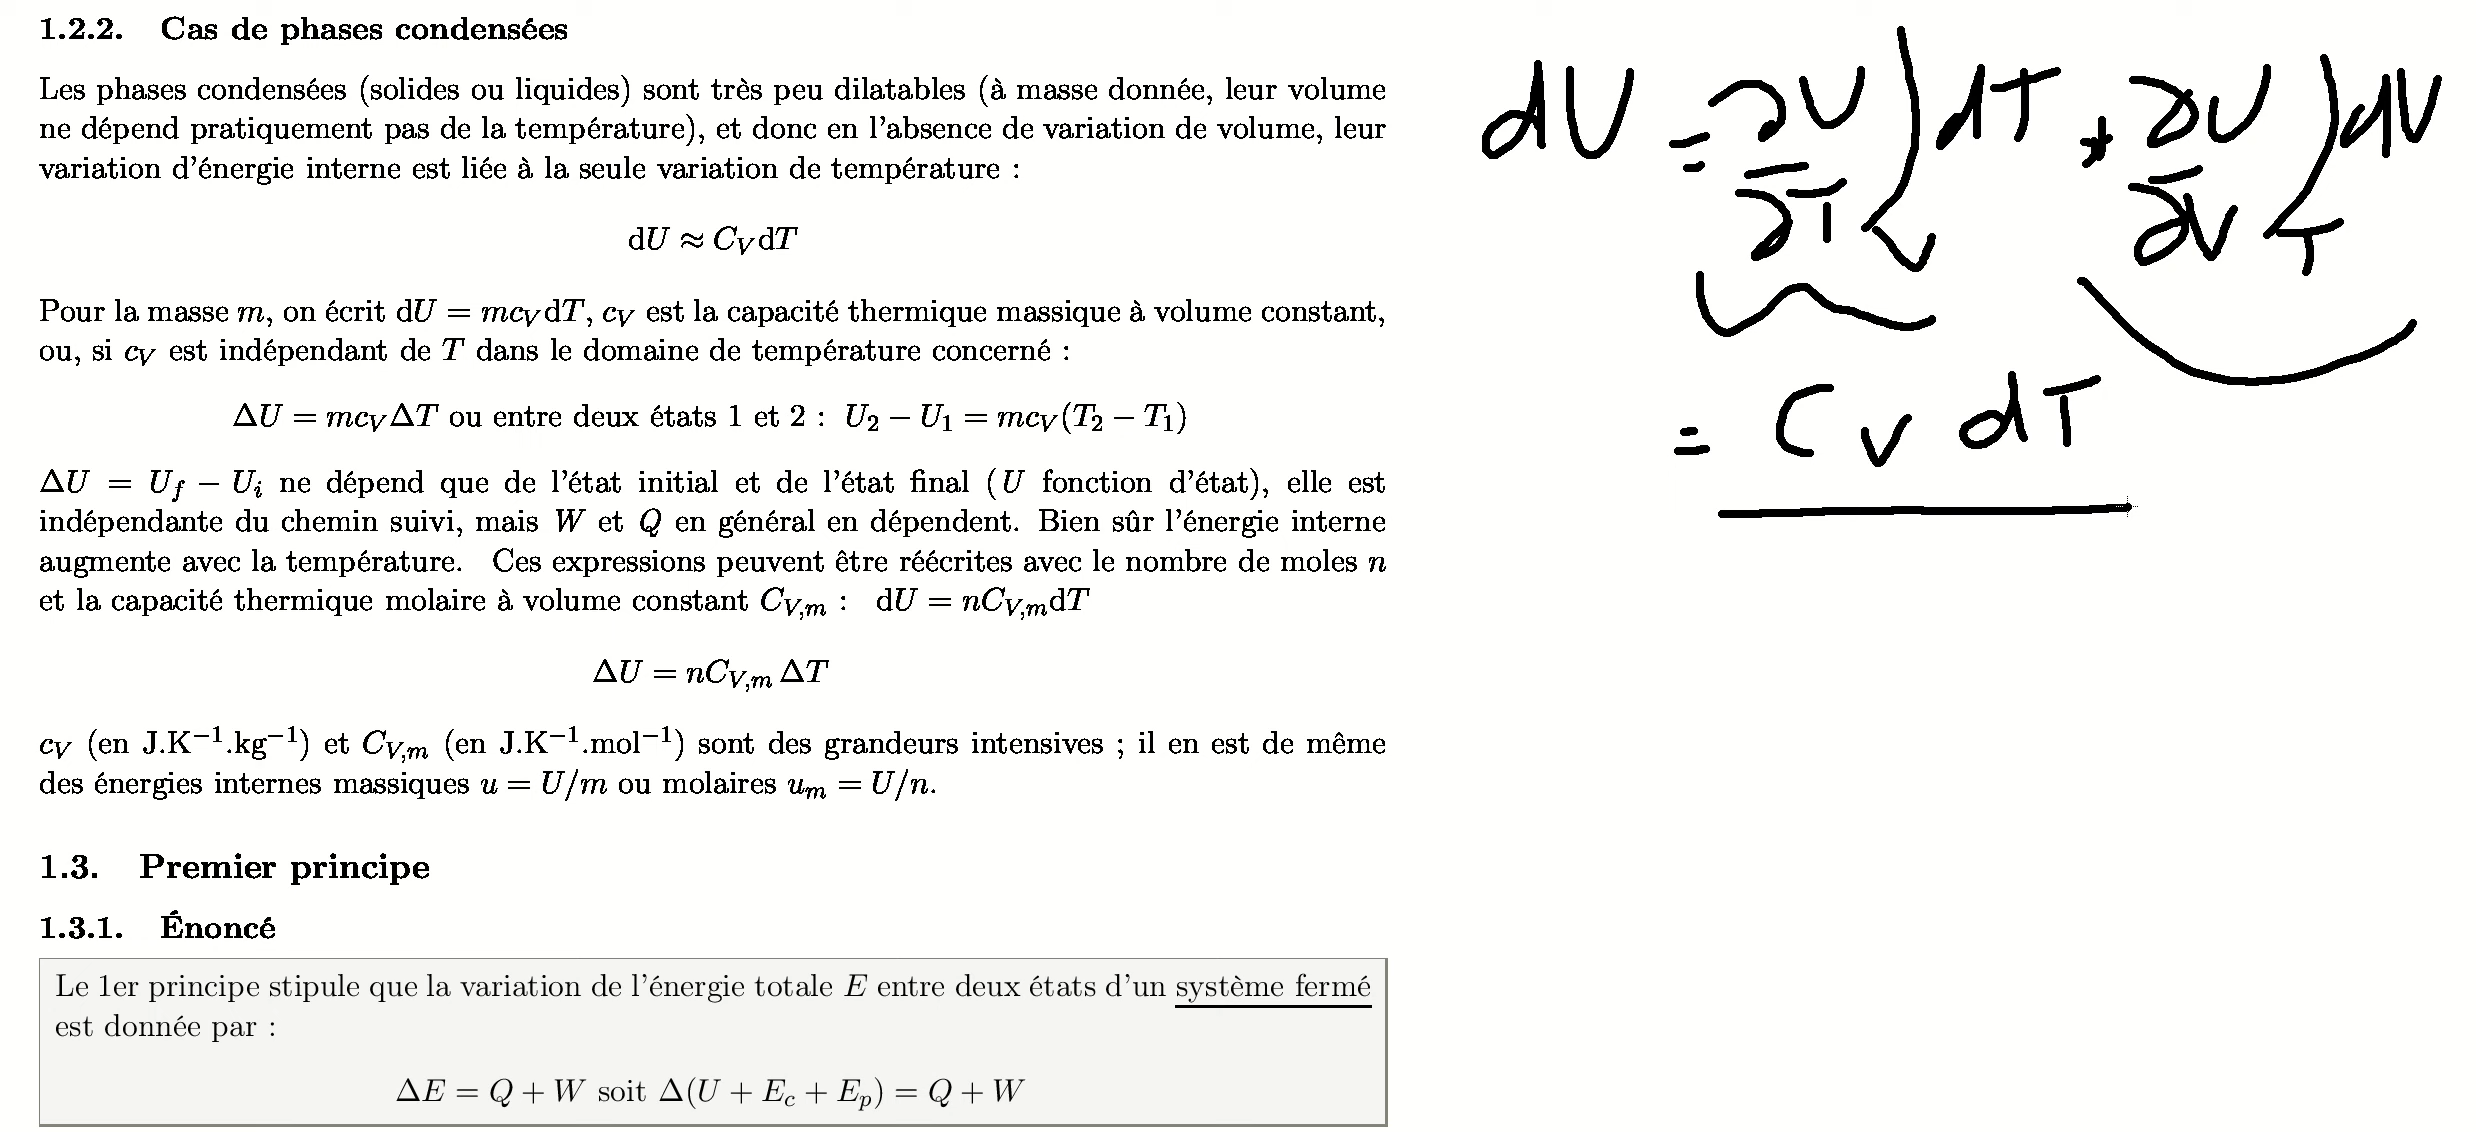 1.2.2. Cas de phases condensées
Les phases condensées (solides ou liquides) sont très peu dilatables (à masse donnée, leur volume
ne dépend pratiquement pas de la température), et donc en l'absence de variation de volume, leur
variation d'énergie interne est liée à la seule variation de température :
dU ≈ C_V dT
Pour la masse m, on écrit dU = mc_V dT, c_V est la capacité thermique massique à volume constant,
ou, si c_V est indépendant de T dans le domaine de température concerné :
ΔU = mc_V ΔT ou entre deux états 1 et 2 : U₂ − U₁ = mc_V (T₂ − T₁)
ΔU = U_f − U_i ne dépend que de l'état initial et de l'état final (U fonction d'état), elle est
indépendante du chemin suivi, mais W et Q en général en dépendent. Bien sûr l'énergie interne
augmente avec la température. Ces expressions peuvent être réécrites avec le nombre de moles n
et la capacité thermique molaire à volume constant C_{V,m} : dU = nC_{V,m}dT
ΔU = nC_{V,m} ΔT
c_V (en J.K⁻¹.kg⁻¹) et C_{V,m} (en J.K⁻¹.mol⁻¹) sont des grandeurs intensives ; il en est de même
des énergies internes massiques u = U/m ou molaires u_m = U/n.
1.3. Premier principe
1.3.1. Énoncé
Le 1er principe stipule que la variation de l'énergie totale E entre deux états d'un système fermé
est donnée par :
ΔE = Q + W soit Δ(U + E_c + E_p) = Q + W
dU = ∂U/∂T)_V dT + ∂U/∂V)_T dV
= C_V dT